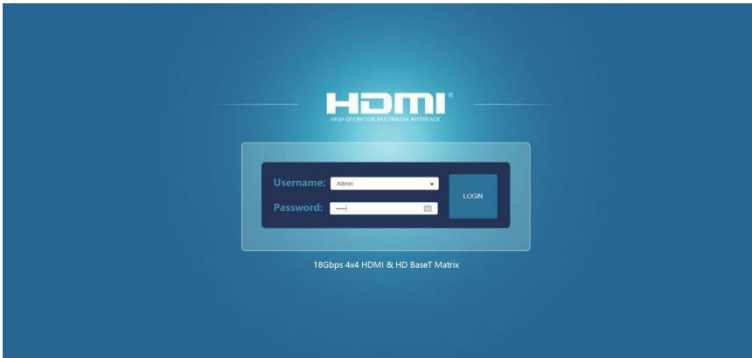 HDMI®
HIGH-DEFINITION MULTIMEDIA INTERFACE
Username: Admin
Password:
LOGIN
18Gbps 4x4 HDMI & HD BaseT Matrix